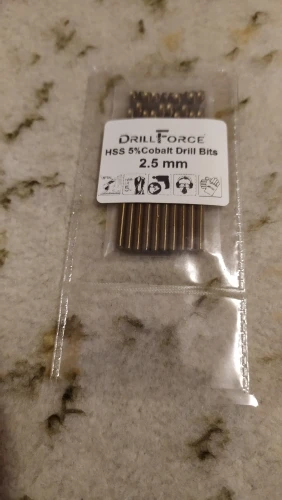 DRILLFORCE
HSS 5%Cobalt Drill Bits
2.5 mm